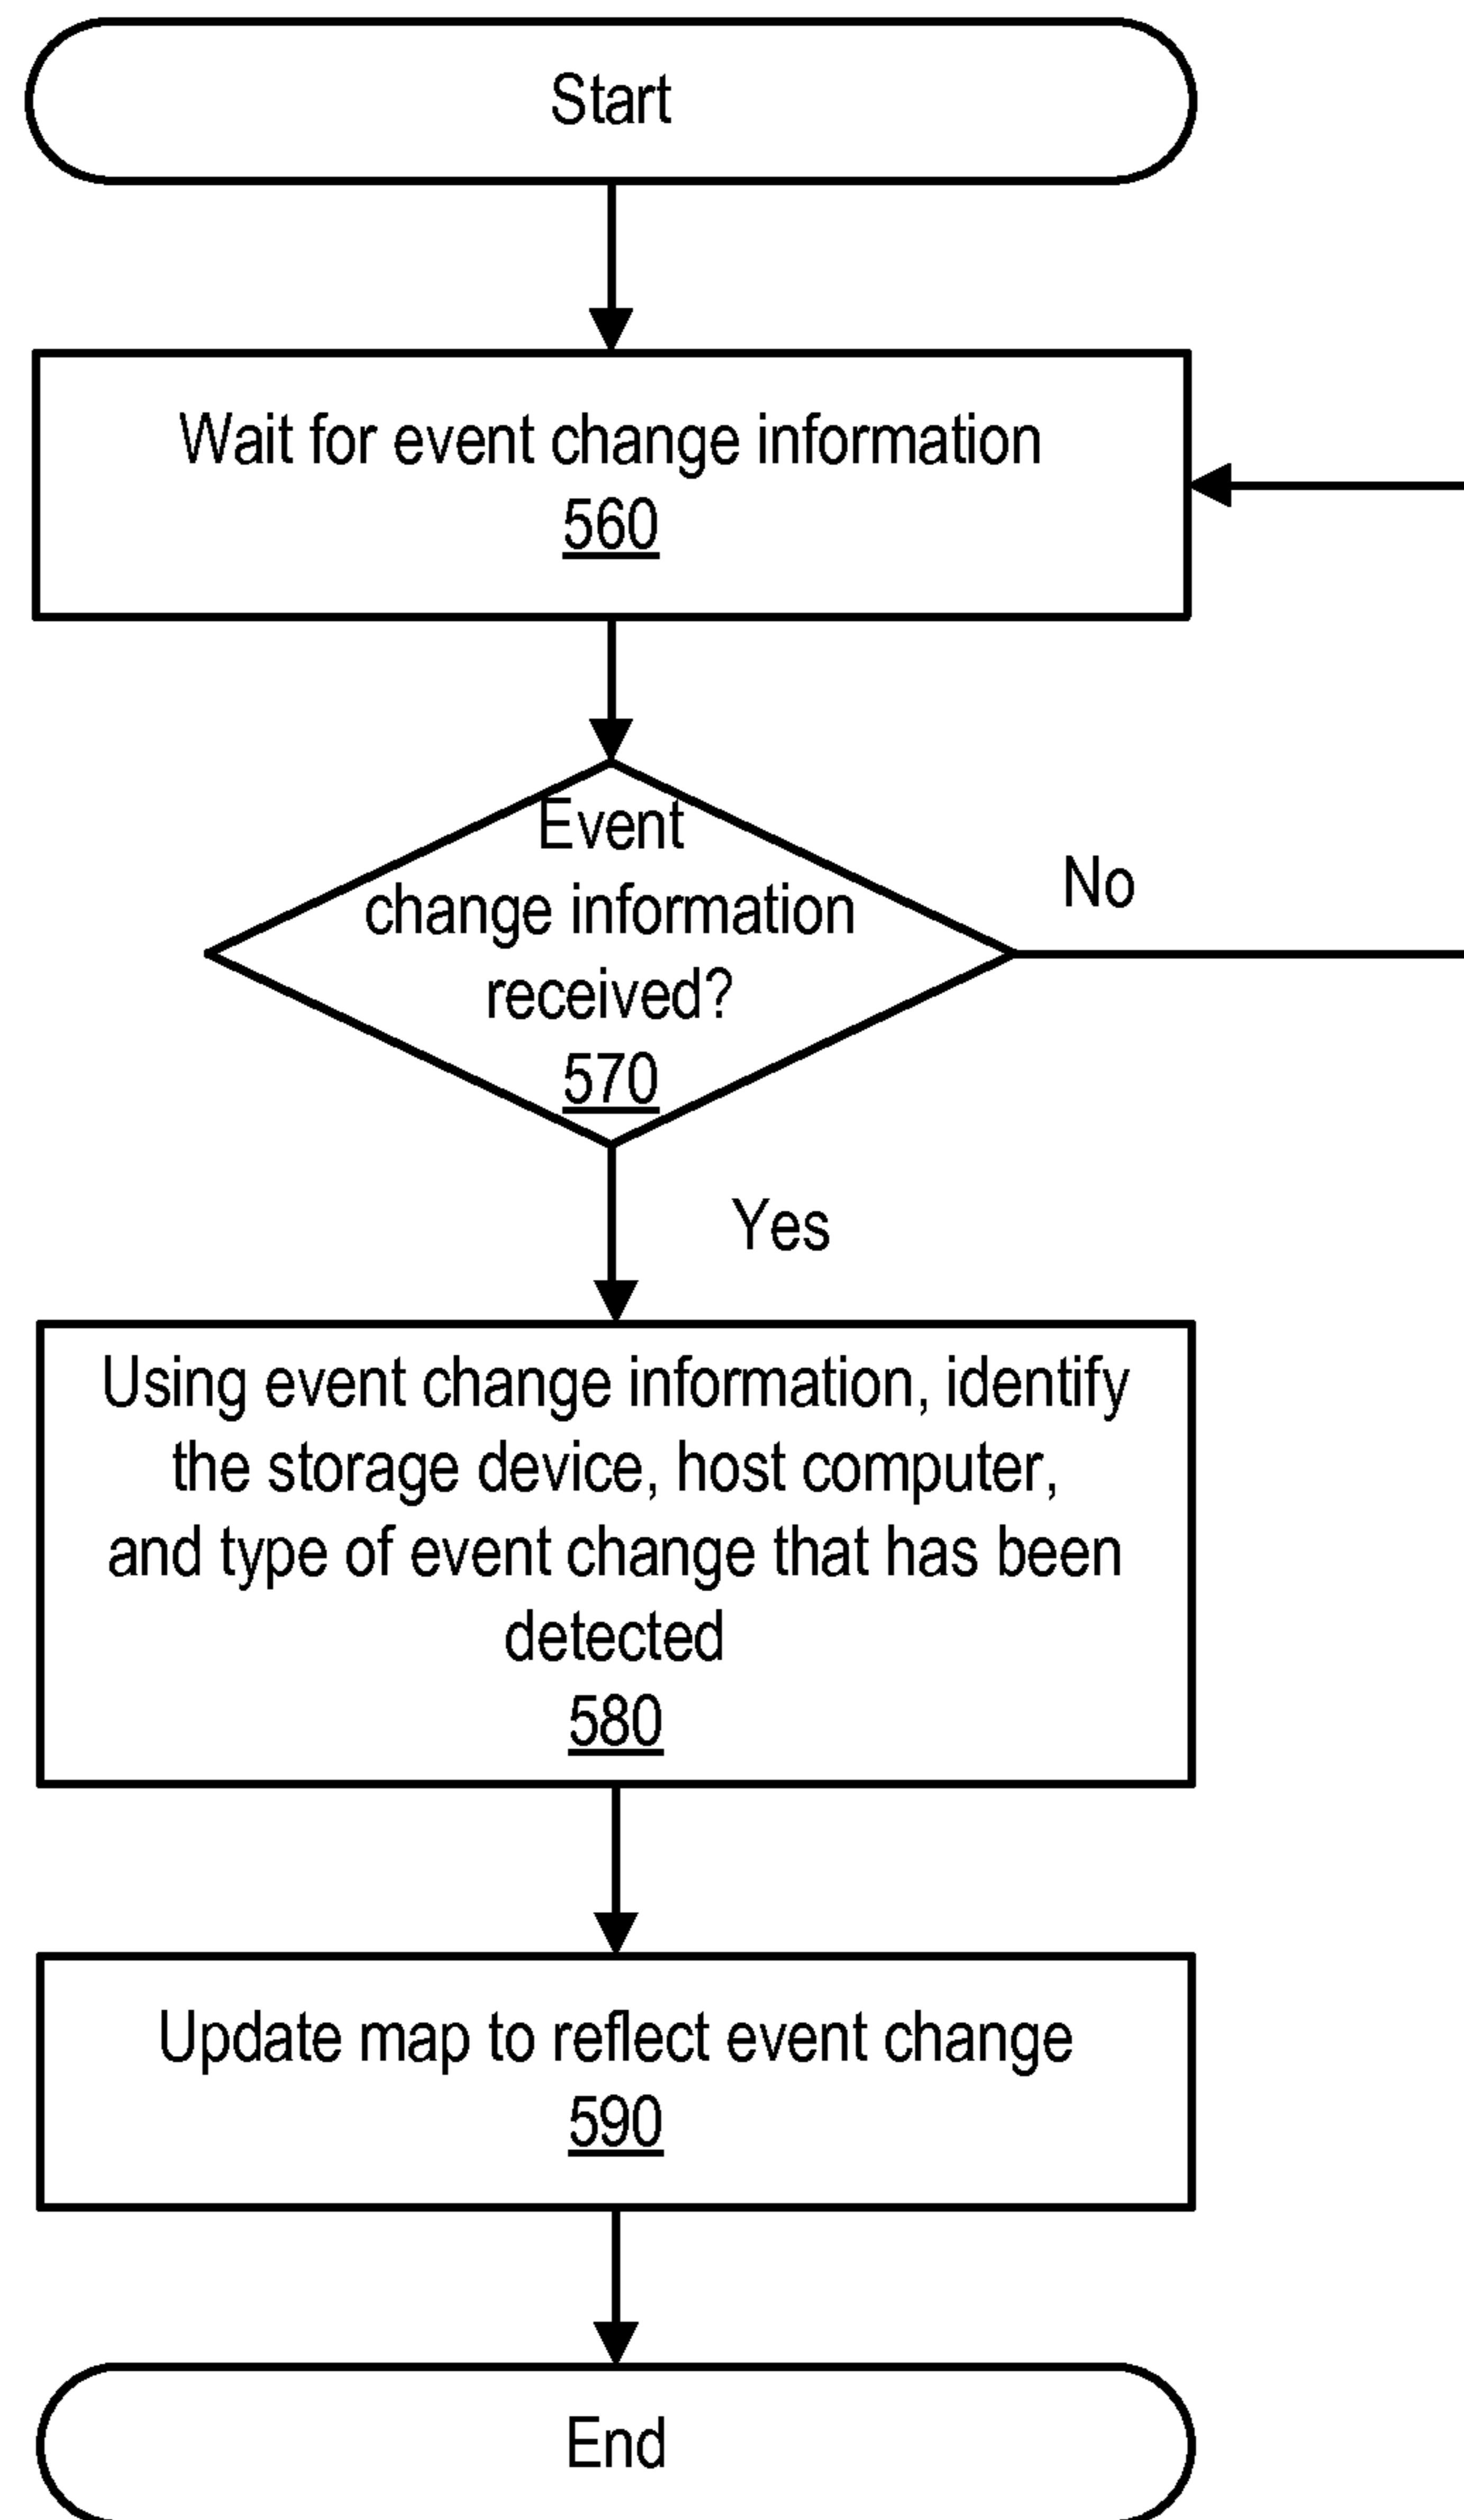 Start
Wait for event change information
560
Event
change information
received?
570
No
Yes
Using event change information, identify
the storage device, host computer,
and type of event change that has been
detected
580
Update map to reflect event change
590
End